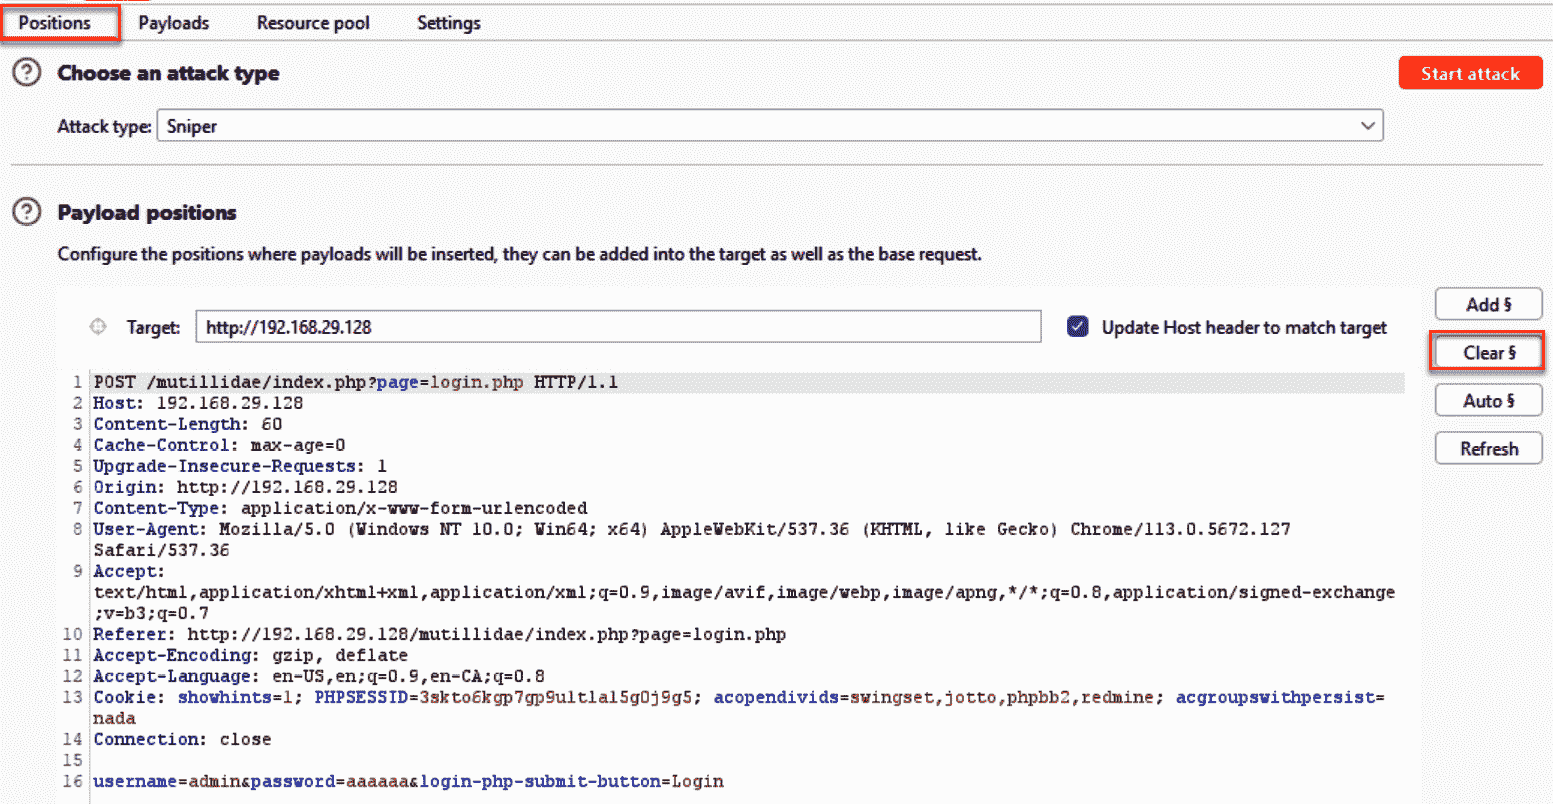 Positions Payloads Resource pool Settings
? Choose an attack type
Start attack
Attack type: Sniper
? Payload positions
Configure the positions where payloads will be inserted, they can be added into the target as well as the base request.
Add §
Target: http://192.168.29.128
Update Host header to match target
Clear §
Auto §
Refresh
1 POST /mutillidae/index.php?page=login.php HTTP/1.1
2 Host: 192.168.29.128
3 Content-Length: 60
4 Cache-Control: max-age=0
5 Upgrade-Insecure-Requests: 1
6 Origin: http://192.168.29.128
7 Content-Type: application/x-www-form-urlencoded
8 User-Agent: Mozilla/5.0 (Windows NT 10.0; Win64; x64) AppleWebKit/537.36 (KHTML, like Gecko) Chrome/113.0.5672.127
Safari/537.36
9 Accept:
text/html,application/xhtml+xml,application/xml;q=0.9,image/avif,image/webp,image/apng,*/*;q=0.8,application/signed-exchange
;v=b3;q=0.7
10 Referer: http://192.168.29.128/mutillidae/index.php?page=login.php
11 Accept-Encoding: gzip, deflate
12 Accept-Language: en-US,en;q=0.9,en-CA;q=0.8
13 Cookie: showhints=1; PHPSESSID=3skto6kgp7gp9ultlal5g0j9g5; acopendivids=swingset,jotto,phpbb2,redmine; acgroupswithpersist=
nada
14 Connection: close
15
16 username=admin&password=aaaaaa&login-php-submit-button=Login